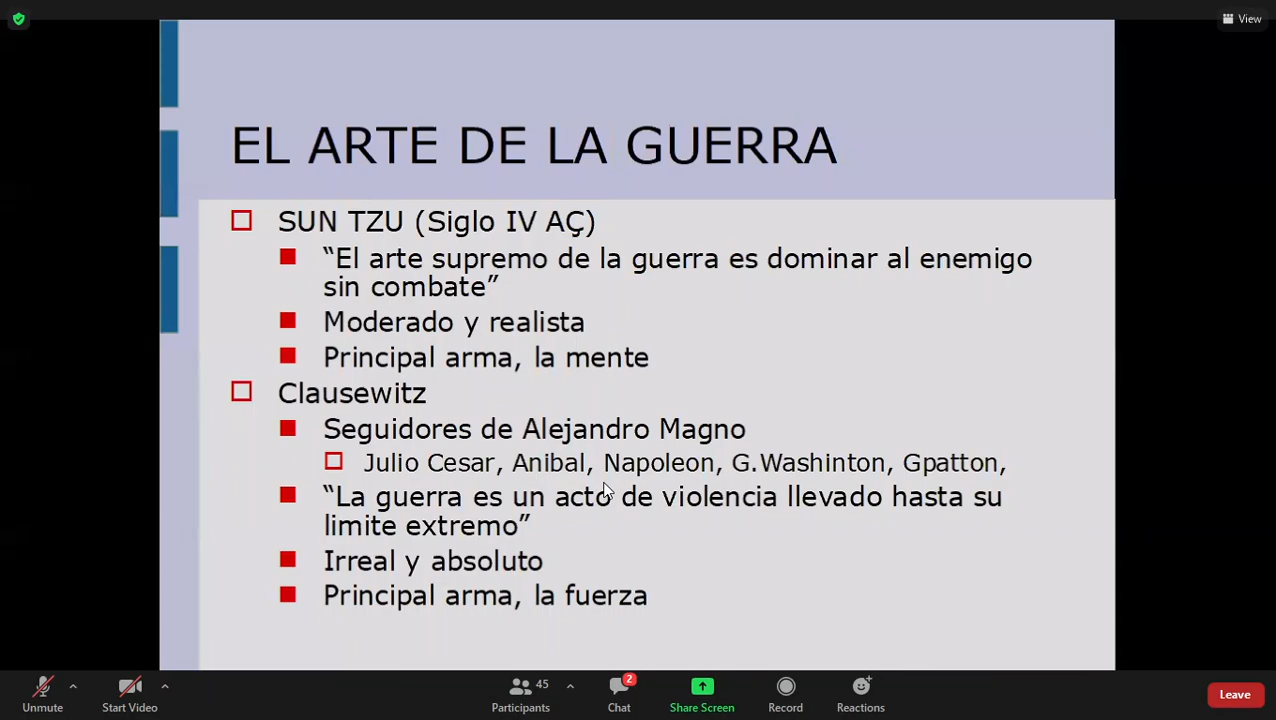 View
EL ARTE DE LA GUERRA
SUN TZU (Siglo IV AÇ)
“El arte supremo de la guerra es dominar al enemigo
sin combate”
Moderado y realista
Principal arma, la mente
Clausewitz
Seguidores de Alejandro Magno
Julio Cesar, Anibal, Napoleon, G.Washinton, Gpatton,
“La guerra es un acto de violencia llevado hasta su
limite extremo”
Irreal y absoluto
Principal arma, la fuerza
45 2
Unmute Start Video Participants Chat Share Screen Record Reactions Leave